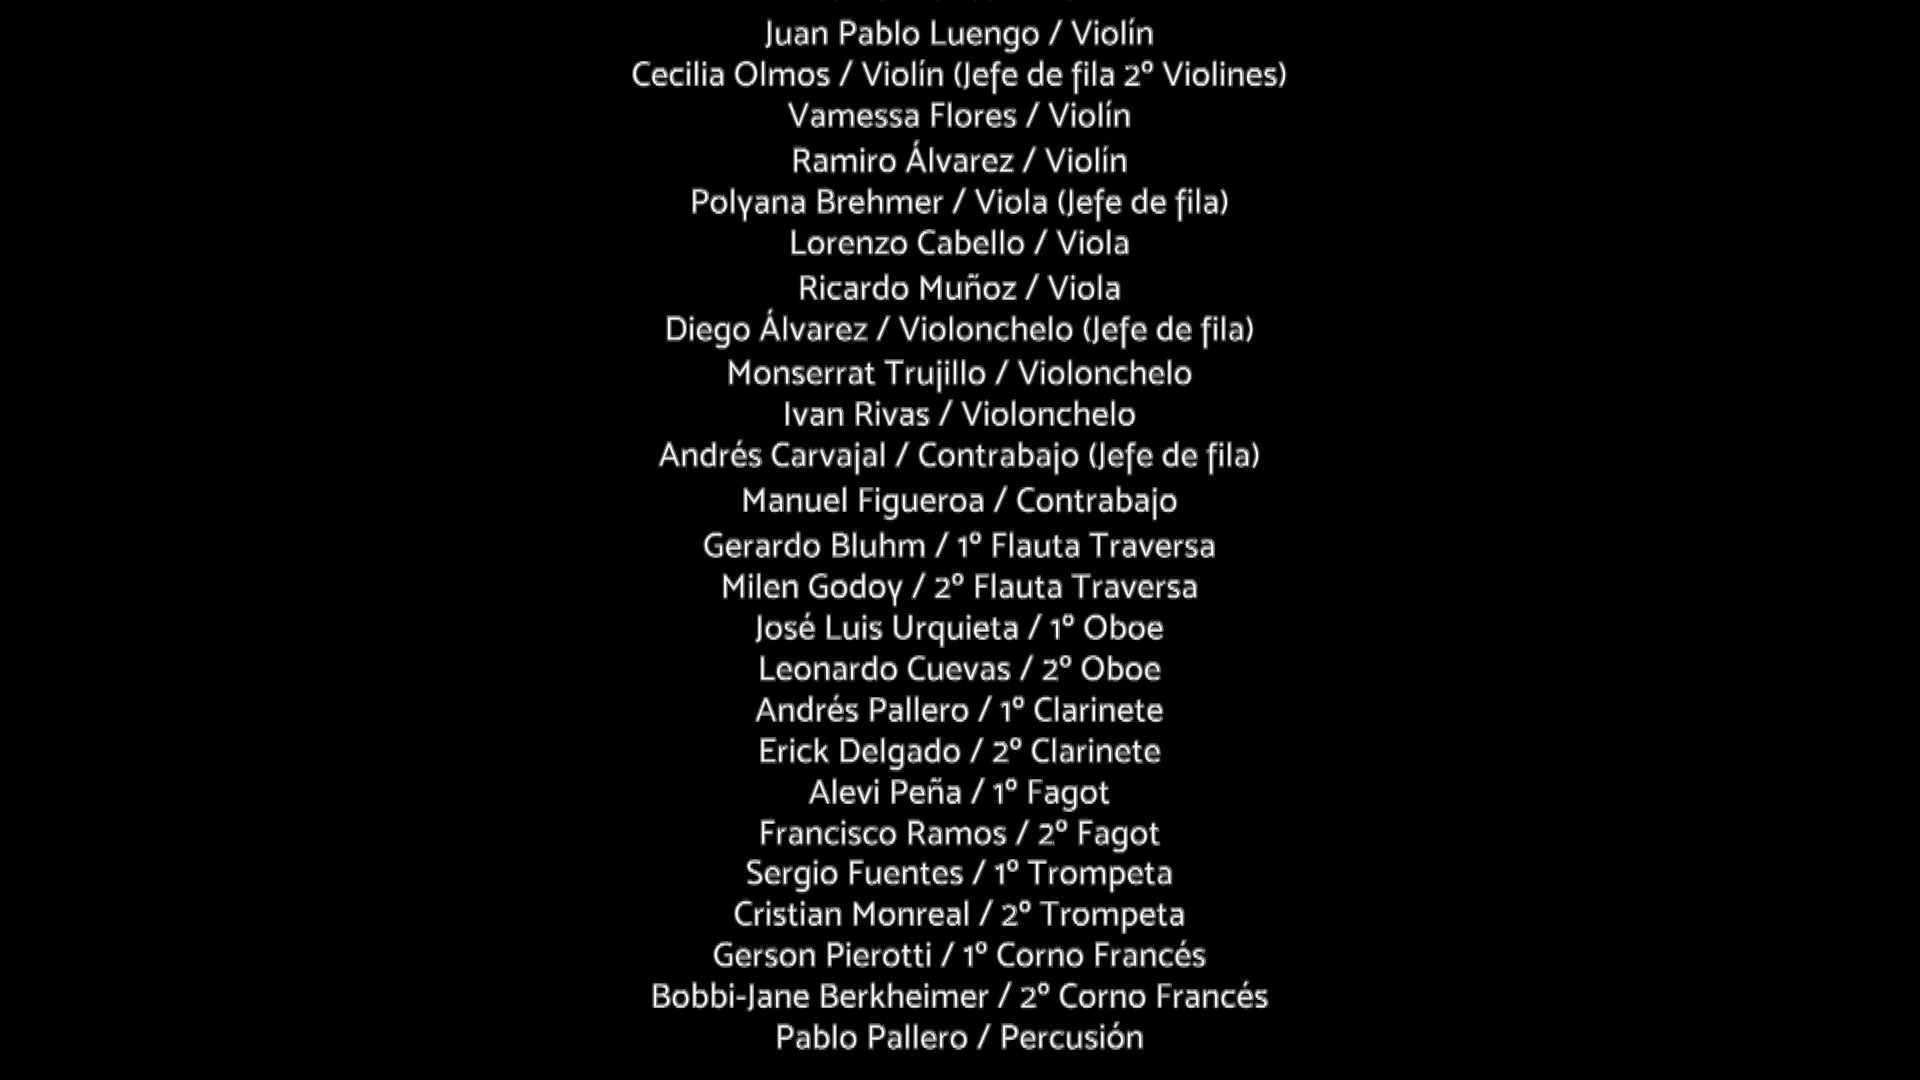 Juan Pablo Luengo / Violín
Cecilia Olmos / Violín (Jefe de fila 2º Violines)
Vamessa Flores / Violín
Ramiro Álvarez / Violín
Polyana Brehmer / Viola (Jefe de fila)
Lorenzo Cabello / Viola
Ricardo Muñoz / Viola
Diego Álvarez / Violonchelo (Jefe de fila)
Monserrat Trujillo / Violonchelo
Ivan Rivas / Violonchelo
Andrés Carvajal / Contrabajo (Jefe de fila)
Manuel Figueroa / Contrabajo
Gerardo Bluhm / 1º Flauta Traversa
Milen Godoy / 2º Flauta Traversa
José Luis Urquieta / 1º Oboe
Leonardo Cuevas / 2º Oboe
Andrés Pallero / 1º Clarinete
Erick Delgado / 2º Clarinete
Alevi Peña / 1º Fagot
Francisco Ramos / 2º Fagot
Sergio Fuentes / 1º Trompeta
Cristian Monreal / 2º Trompeta
Gerson Pierotti / 1º Corno Francés
Bobbi-Jane Berkheimer / 2º Corno Francés
Pablo Pallero / Percusión